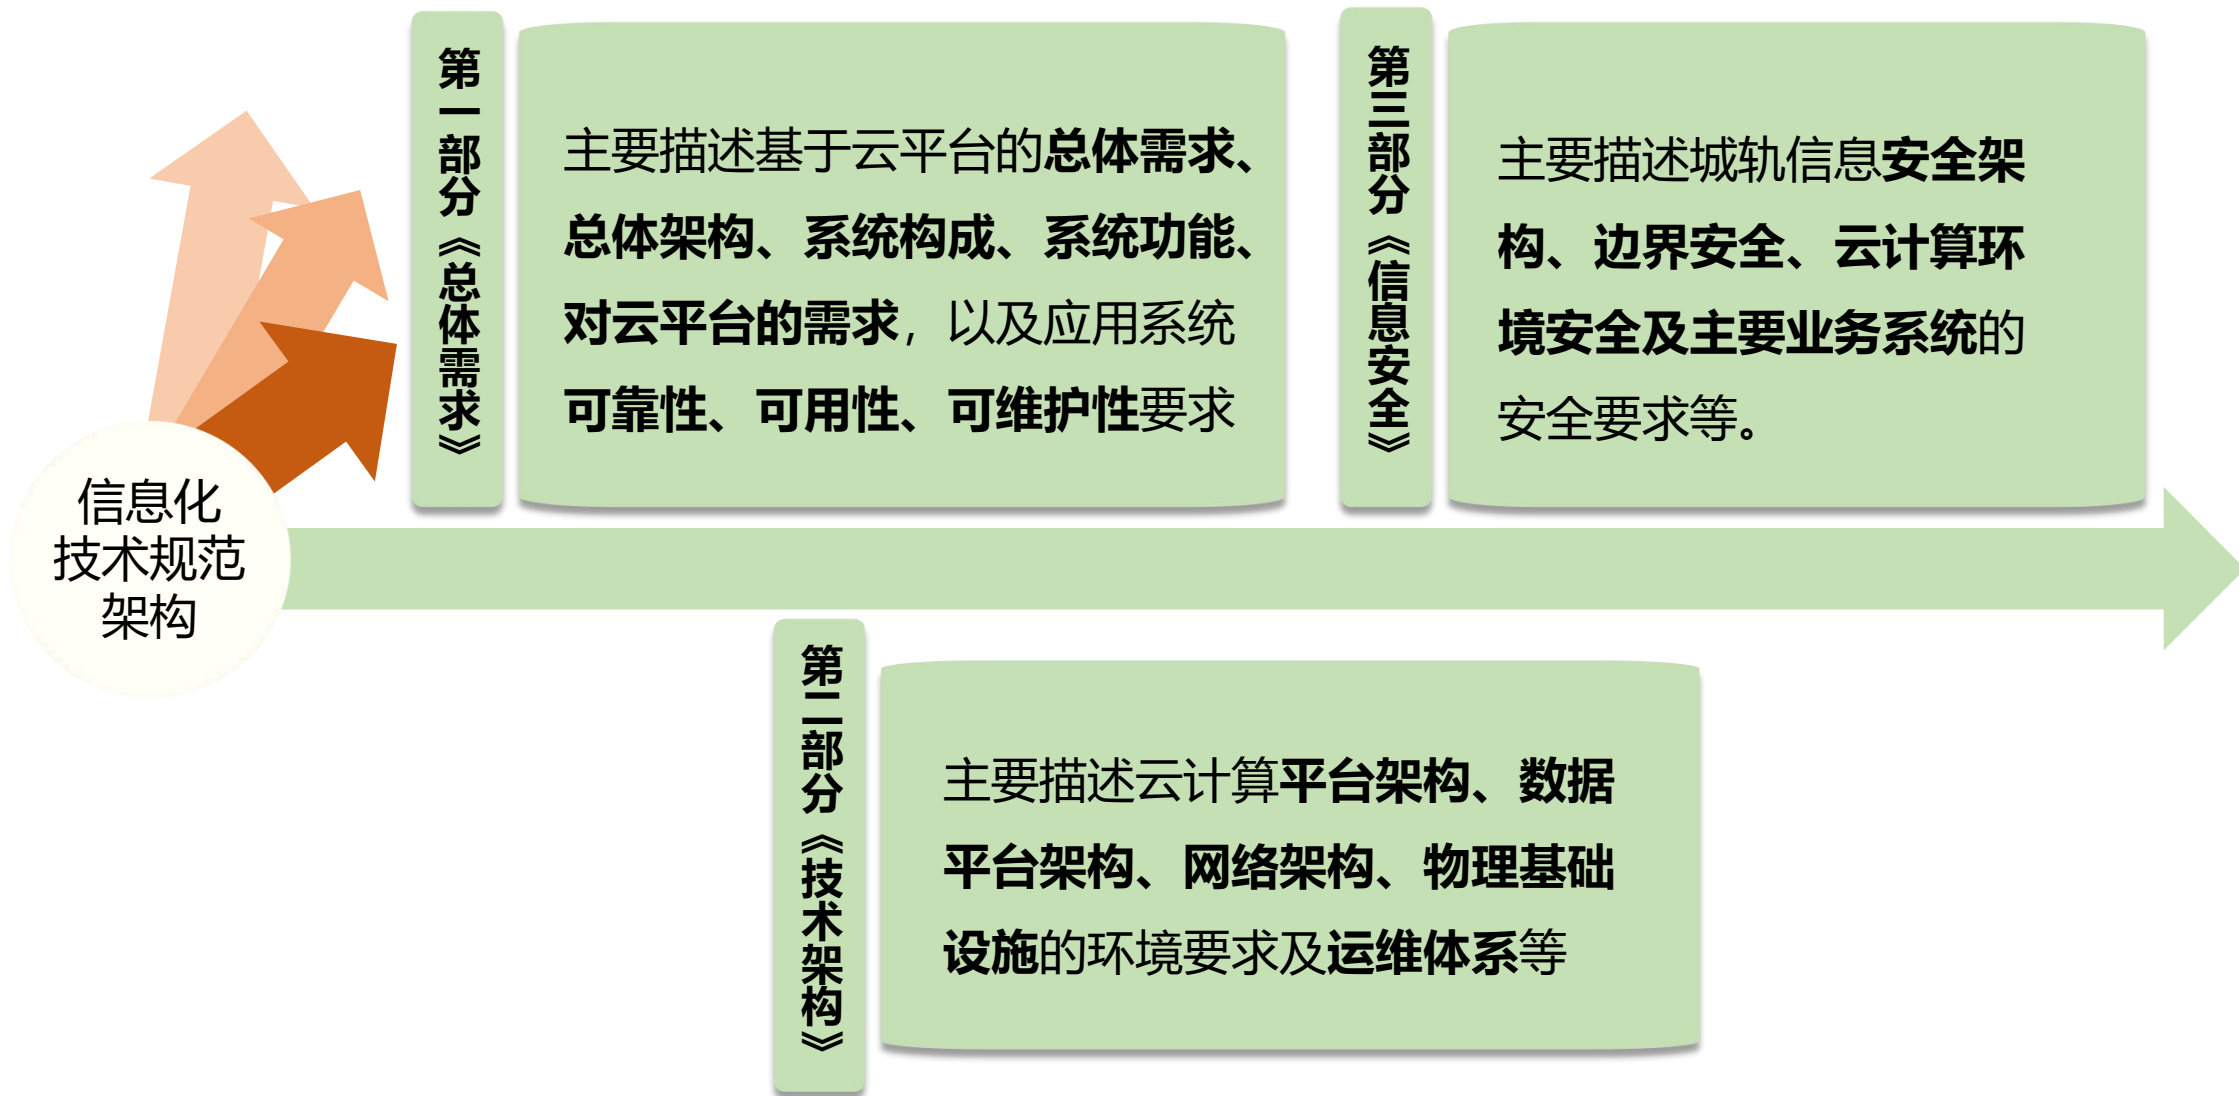 信息化
技术规范
架构
第一部分《总体需求》
主要描述基于云平台的总体需求、
总体架构、系统构成、系统功能、
对云平台的需求，以及应用系统
可靠性、可用性、可维护性要求
第二部分《技术架构》
主要描述云计算平台架构、数据
平台架构、网络架构、物理基础
设施的环境要求及运维体系等
第三部分《信息安全》
主要描述城轨信息安全架
构、边界安全、云计算环
境安全及主要业务系统的
安全要求等。